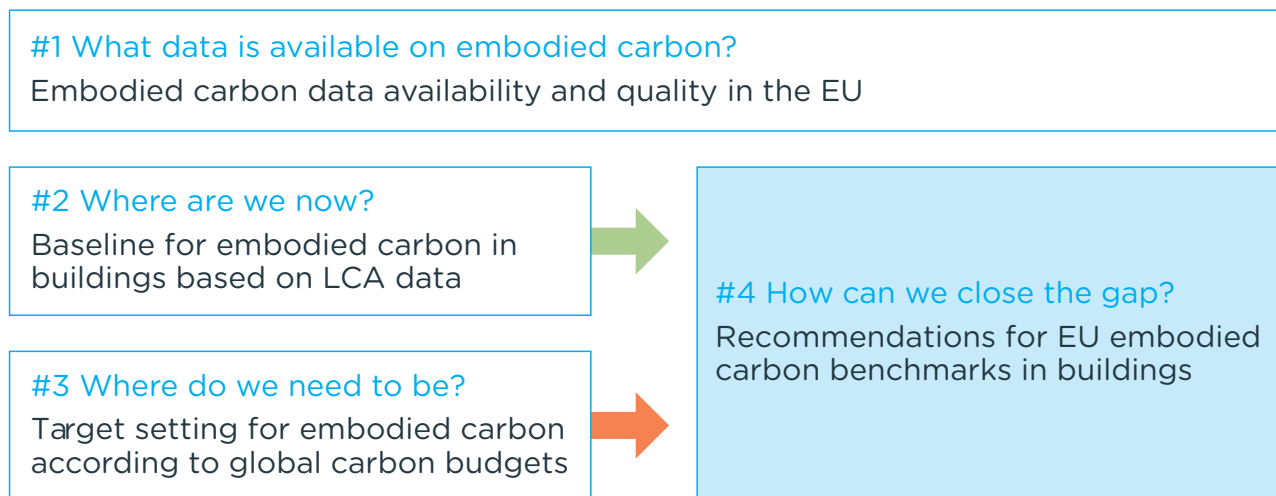 #1 What data is available on embodied carbon?
Embodied carbon data availability and quality in the EU
#2 Where are we now?
Baseline for embodied carbon in
buildings based on LCA data
#3 Where do we need to be?
Target setting for embodied carbon
according to global carbon budgets
#4 How can we close the gap?
Recommendations for EU embodied
carbon benchmarks in buildings